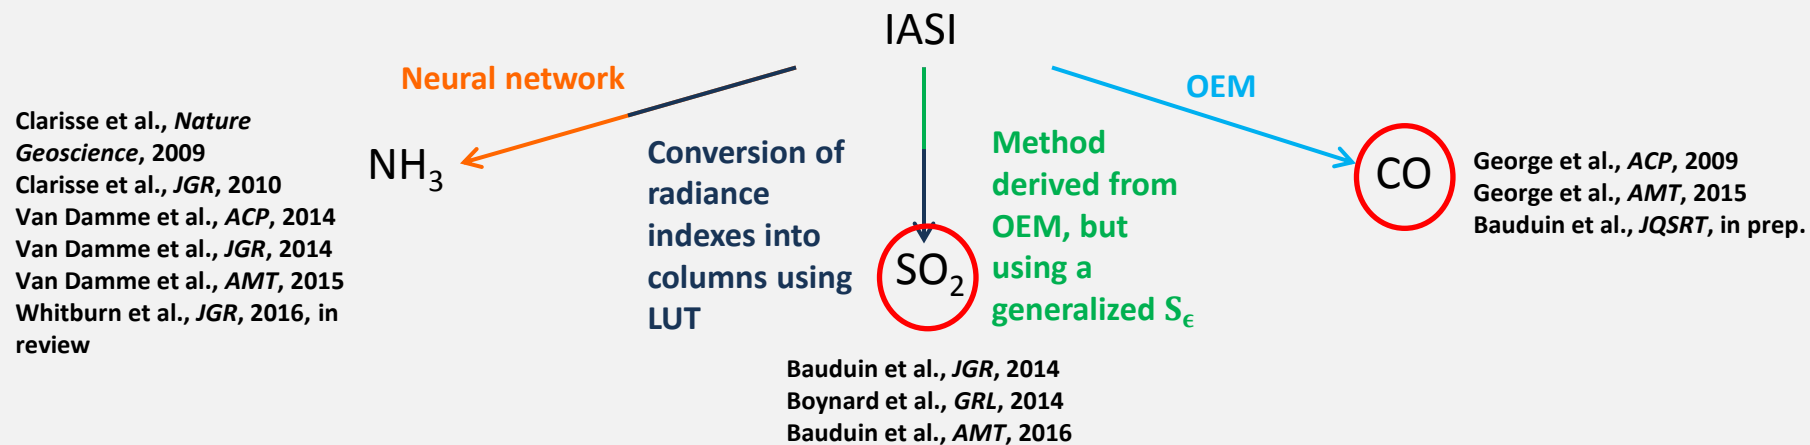 IASI
Neural network
OEM
Clarisse et al., Nature
Geoscience, 2009
Clarisse et al., JGR, 2010
Van Damme et al., ACP, 2014
Van Damme et al., JGR, 2014
Van Damme et al., AMT, 2015
Whitburn et al., JGR, 2016, in
review
NH₃
Conversion of
radiance
indexes into
columns using
LUT
SO₂
Method
derived from
OEM, but
using a
generalized Sϵ
CO
George et al., ACP, 2009
George et al., AMT, 2015
Bauduin et al., JQSRT, in prep.
Bauduin et al., JGR, 2014
Boynard et al., GRL, 2014
Bauduin et al., AMT, 2016